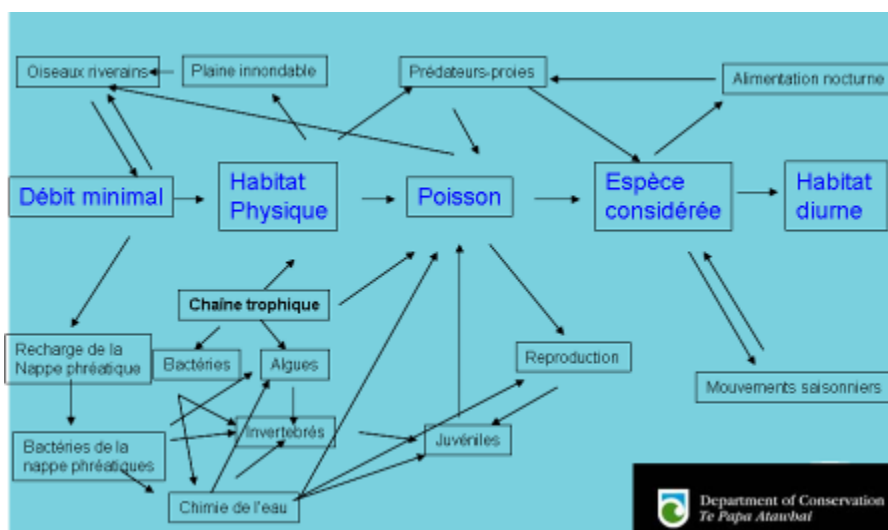 Oiseaux riverains
Plaine innondable
Prédateurs-proies
Alimentation nocturne
Débit minimal
Habitat
Physique
Poisson
Espèce
considérée
Habitat
diurne
Chaîne trophique
Recharge de la
Nappe phréatique
Bactéries
Algues
Reproduction
Mouvements saisonniers
Bactéries de la
nappe phréatiques
Invertebrés
Juvéniles
Chimie de l'eau
Department of Conservation
Te Papa Atawhai